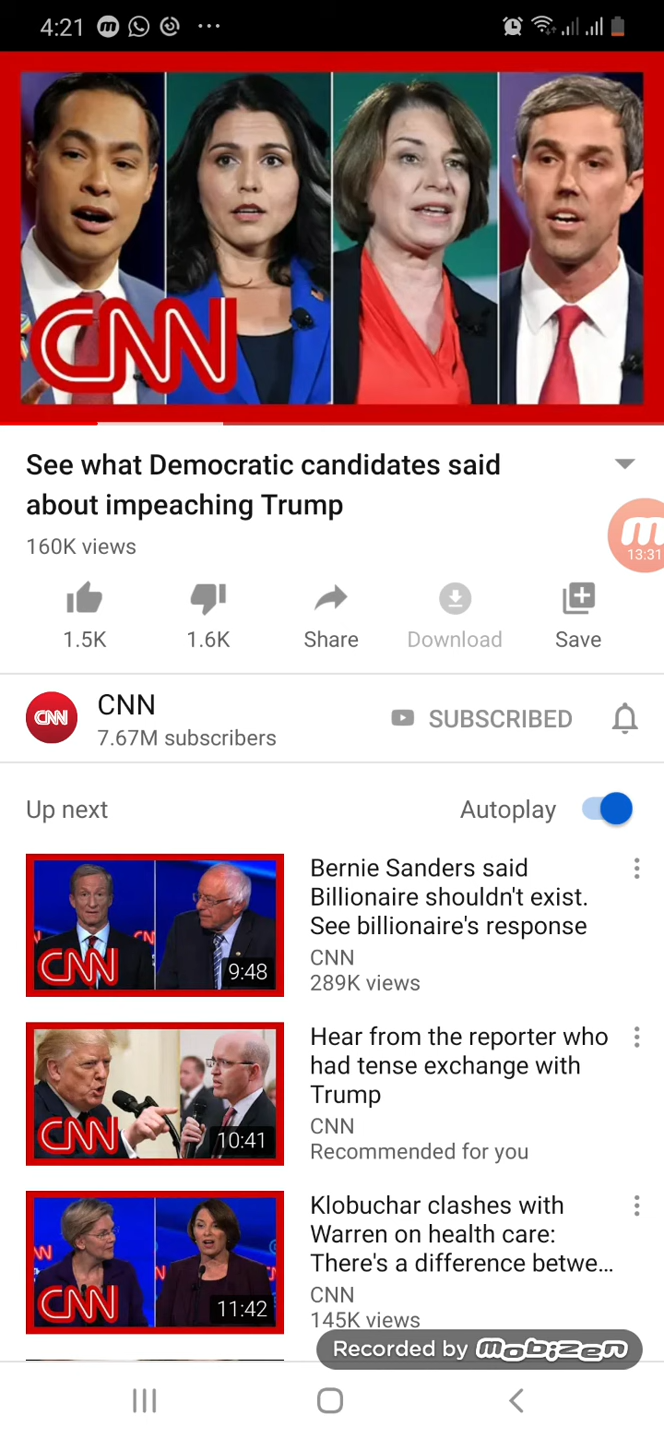 4:21
CNN
See what Democratic candidates said
about impeaching Trump
160K views
13:31
1.5K
1.6K
Share
Download
Save
CNN
CNN
7.67M subscribers
SUBSCRIBED
Up next
Autoplay
CNN
9:48
Bernie Sanders said
Billionaire shouldn't exist.
See billionaire's response
CNN
289K views
CNN
10:41
Hear from the reporter who
had tense exchange with
Trump
CNN
Recommended for you
CNN
11:42
Klobuchar clashes with
Warren on health care:
There's a difference betwe...
CNN
145K views
Recorded by mobizen